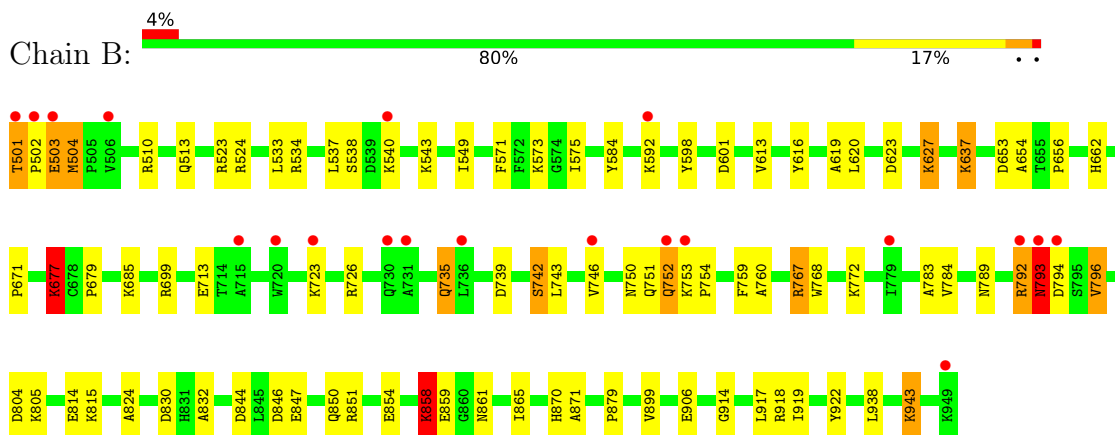 4%
Chain B:
80% 17% . .
T501 P502 E503 M504 P505 V506 R510 Q513 R523 R524 L533 R534 L537 S538 D539 K540 K543 I549 F571 F572 K573 G574 I575 Y584 K592 Y598 D601 V613 Y616 A619 L620 D623 K627 K637 D653 A654 T655 P656 H662
P671 K677 C678 P679 K685 R699 E713 T714 A715 W720 K723 R726 Q730 A731 Q735 L736 D739 S742 L743 V746 N750 Q751 Q752 K753 P754 F759 A760 R767 W768 K772 I779 A783 V784 N789 R792 N793 D794 S795 V796
D804 K805 E814 K815 A824 D830 H831 A832 D844 L845 D846 E847 Q850 R851 E854 K858 E859 G860 N861 I865 H870 A871 P879 V899 E906 G914 L917 R918 I919 Y922 L938 K943 K949